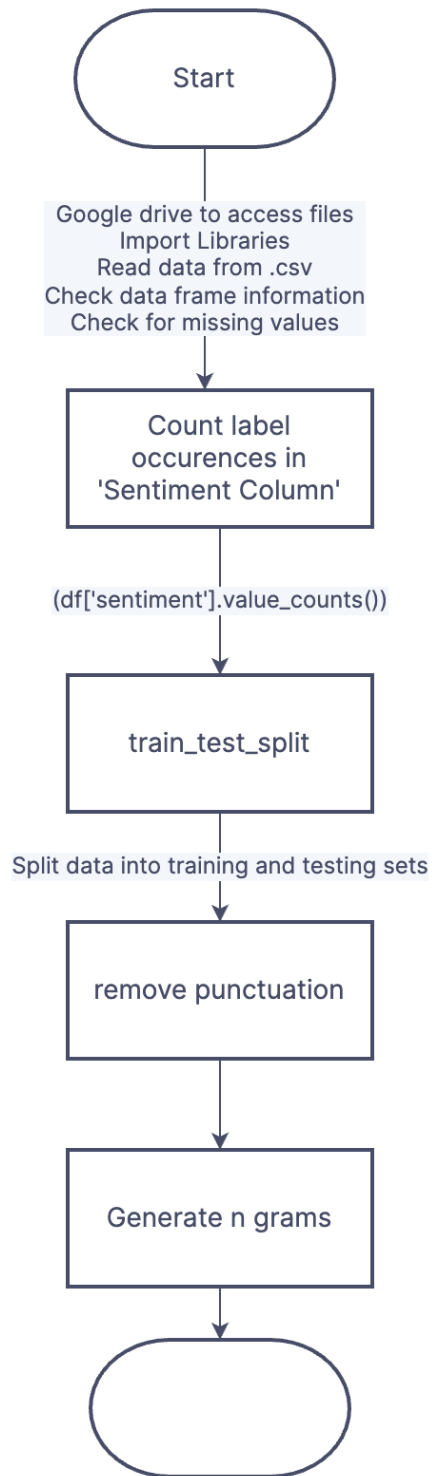 Start
Google drive to access files
Import Libraries
Read data from .csv
Check data frame information
Check for missing values
Count label
occurences in
'Sentiment Column'
(df['sentiment'].value_counts())
train_test_split
Split data into training and testing sets
remove punctuation
Generate n grams